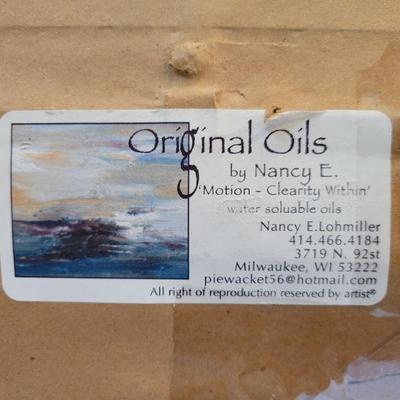 Original Oils
by Nancy E.
'Motion - Clearity Within'
water soluable oils
Nancy E.Lohmiller
414.466.4184
3719 N. 92st
Milwaukee, WI 53222
piewacket56@hotmail.com
All right of reproduction reserved by artist®